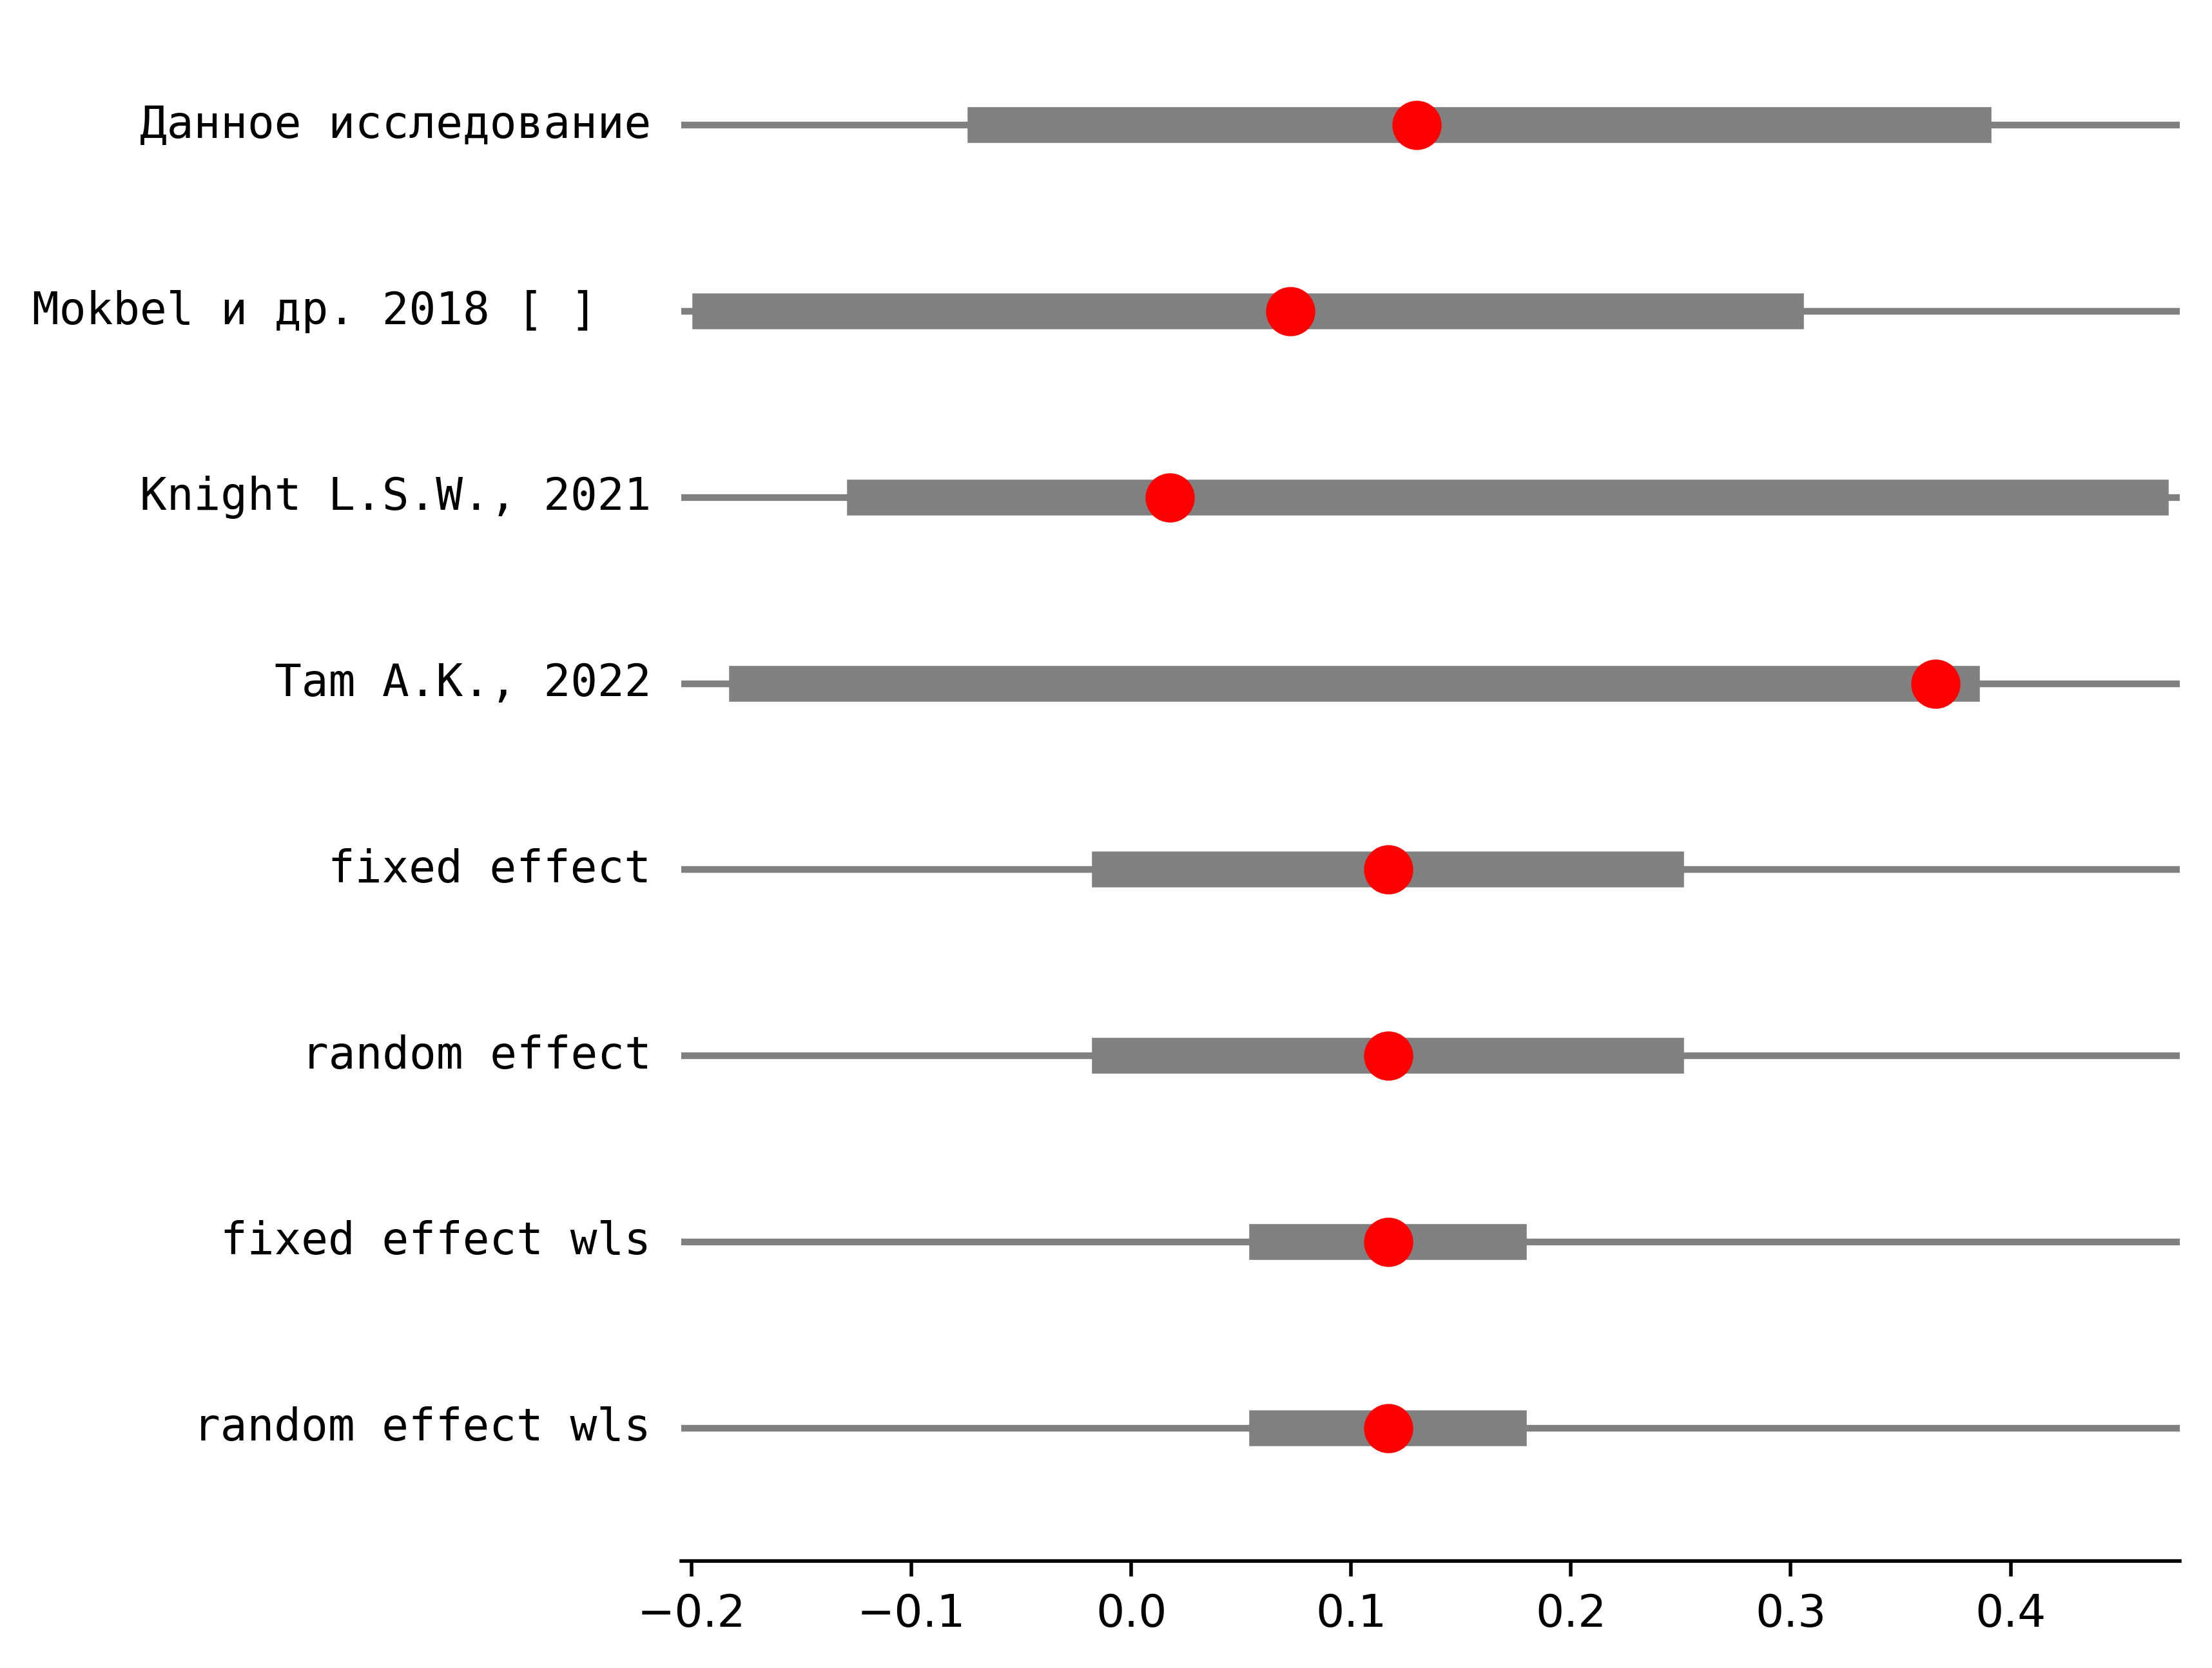 Данное исследование
Mokbel и др. 2018 [ ]
Knight L.S.W., 2021
Tam A.K., 2022
fixed effect
random effect
fixed effect wls
random effect wls
−0.2 −0.1 0.0 0.1 0.2 0.3 0.4